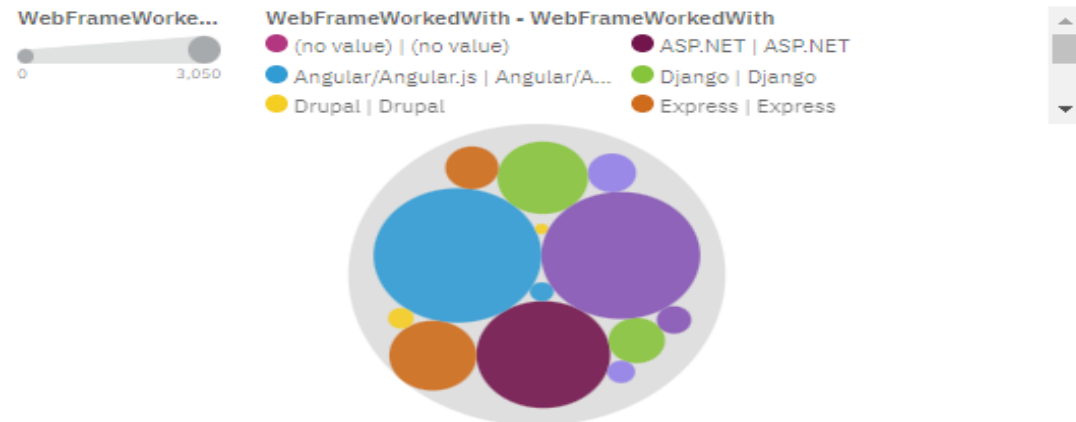 WebFrameWorke...
0
3,050
WebFrameWorkedWith - WebFrameWorkedWith
(no value) | (no value)
ASP.NET | ASP.NET
Angular/Angular.js | Angular/A...
Django | Django
Drupal | Drupal
Express | Express